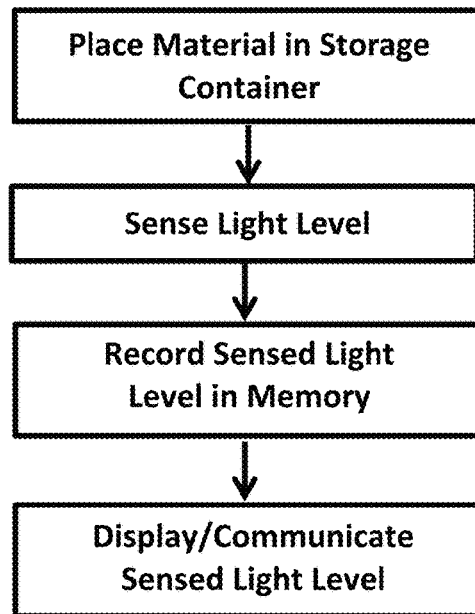 Place Material in Storage
Container
Sense Light Level
Record Sensed Light
Level in Memory
Display/Communicate
Sensed Light Level